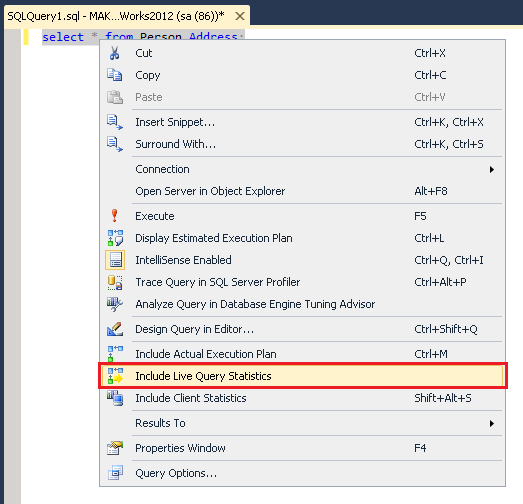 SQLQuery1.sql - MAK...Works2012 (sa (86))* ×
select * from Person.Address;
Cut Ctrl+X
Copy Ctrl+C
Paste Ctrl+V
Insert Snippet... Ctrl+K, Ctrl+X
Surround With... Ctrl+K, Ctrl+S
Connection
Open Server in Object Explorer Alt+F8
Execute F5
Display Estimated Execution Plan Ctrl+L
IntelliSense Enabled Ctrl+Q, Ctrl+I
Trace Query in SQL Server Profiler Ctrl+Alt+P
Analyze Query in Database Engine Tuning Advisor
Design Query in Editor... Ctrl+Shift+Q
Include Actual Execution Plan Ctrl+M
Include Live Query Statistics
Include Client Statistics Shift+Alt+S
Results To
Properties Window F4
Query Options...